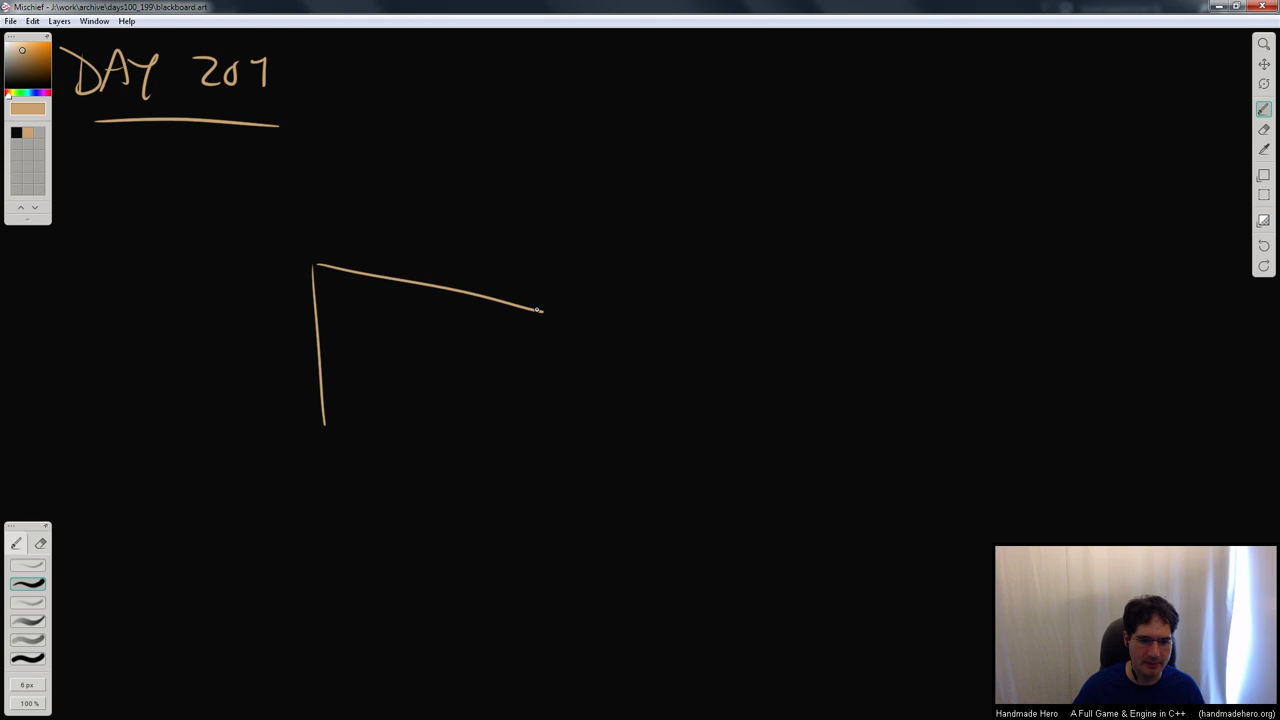 Mischief - J:\work\archive\days100_199\blackboard.art
File Edit Layers Window Help
DAY 207
6 px
100 %
Handmade Hero A Full Game & Engine in C++ (handmadehero.org)